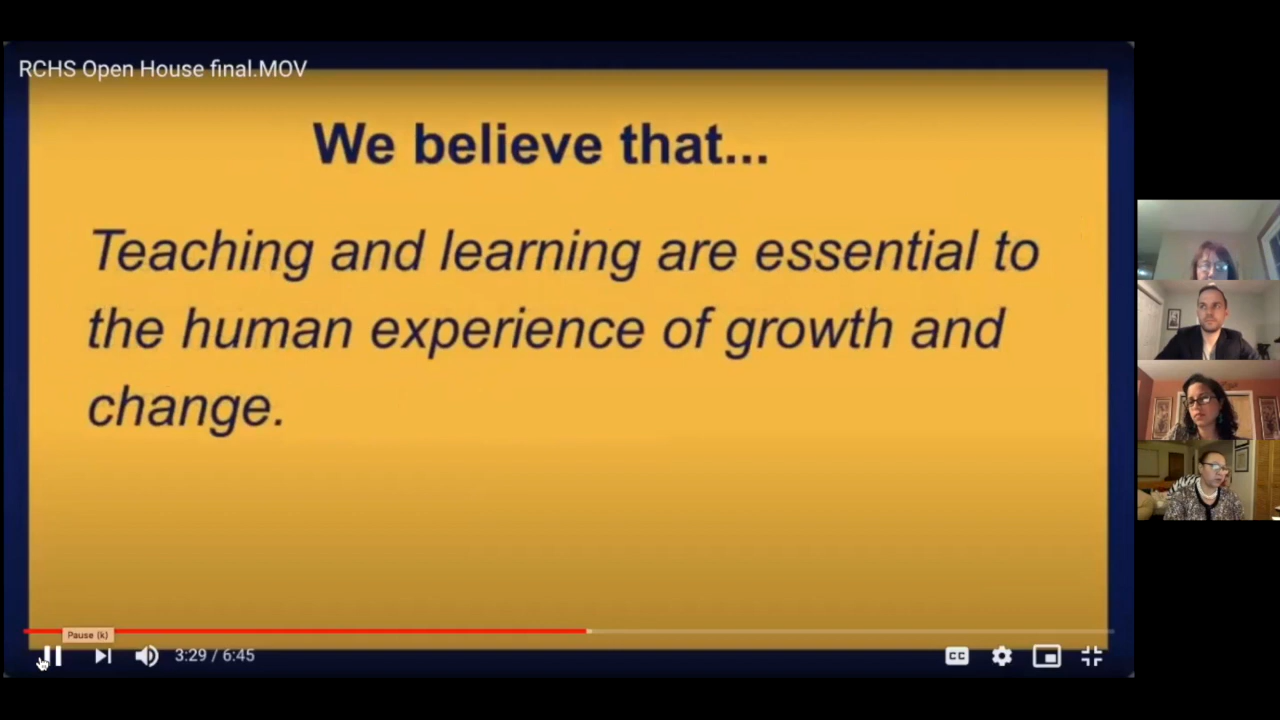 RCHS Open House final.MOV
We believe that...
Teaching and learning are essential to
the human experience of growth and
change.
Pause (k)
3:29 / 6:45
CC